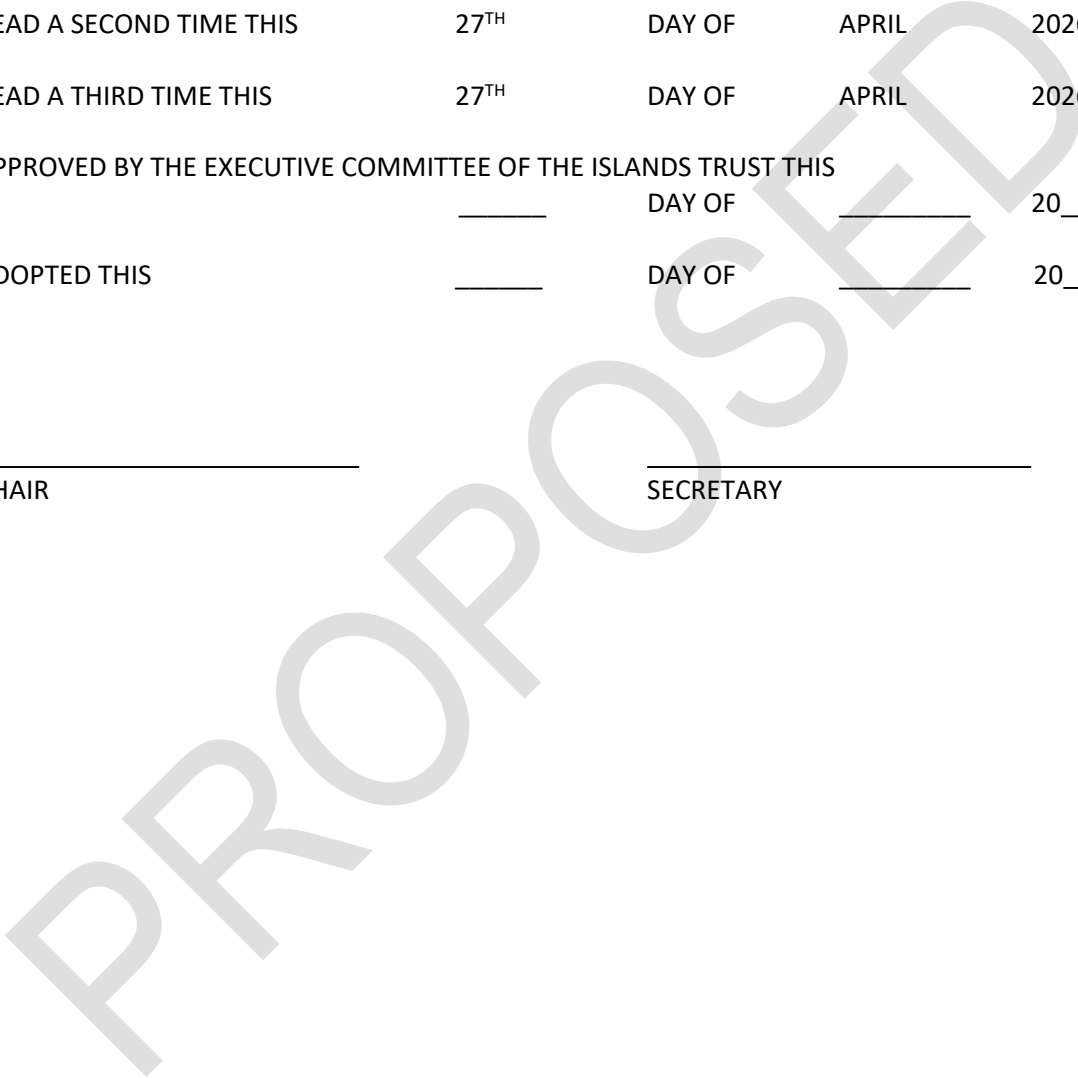 EAD A SECOND TIME THIS 27TH DAY OF APRIL 202
EAD A THIRD TIME THIS 27TH DAY OF APRIL 202
PPROVED BY THE EXECUTIVE COMMITTEE OF THE ISLANDS TRUST THIS
______ DAY OF _________ 20_
DOPTED THIS ______ DAY OF _________ 20_
HAIR SECRETARY
PROPOSED